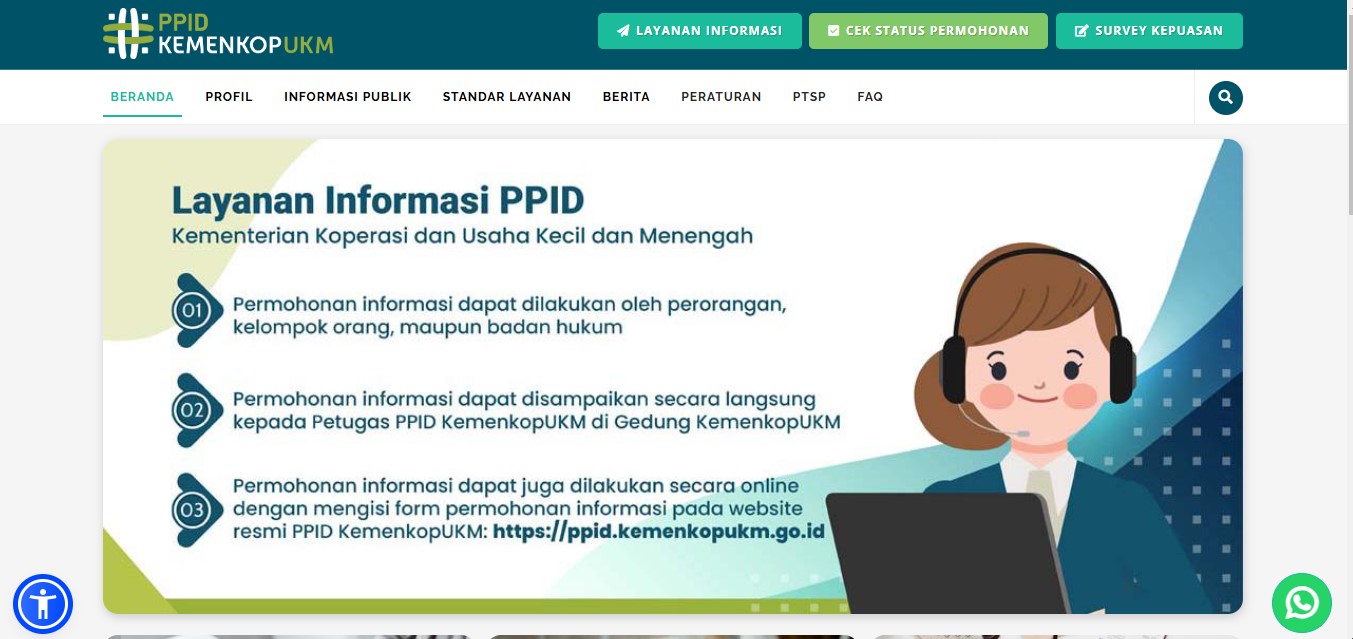 PPID
KEMENKOPUKM
LAYANAN INFORMASI
CEK STATUS PERMOHONAN
SURVEY KEPUASAN
BERANDA
PROFIL
INFORMASI PUBLIK
STANDAR LAYANAN
BERITA
PERATURAN
PTSP
FAQ
Layanan Informasi PPID
Kementerian Koperasi dan Usaha Kecil dan Menengah
01
Permohonan informasi dapat dilakukan oleh perorangan,
kelompok orang, maupun badan hukum
02
Permohonan informasi dapat disampaikan secara langsung
kepada Petugas PPID KemenkopUKM di Gedung KemenkopUKM
03
Permohonan informasi dapat juga dilakukan secara online
dengan mengisi form permohonan informasi pada website
resmi PPID KemenkopUKM: https://ppid.kemenkopukm.go.id